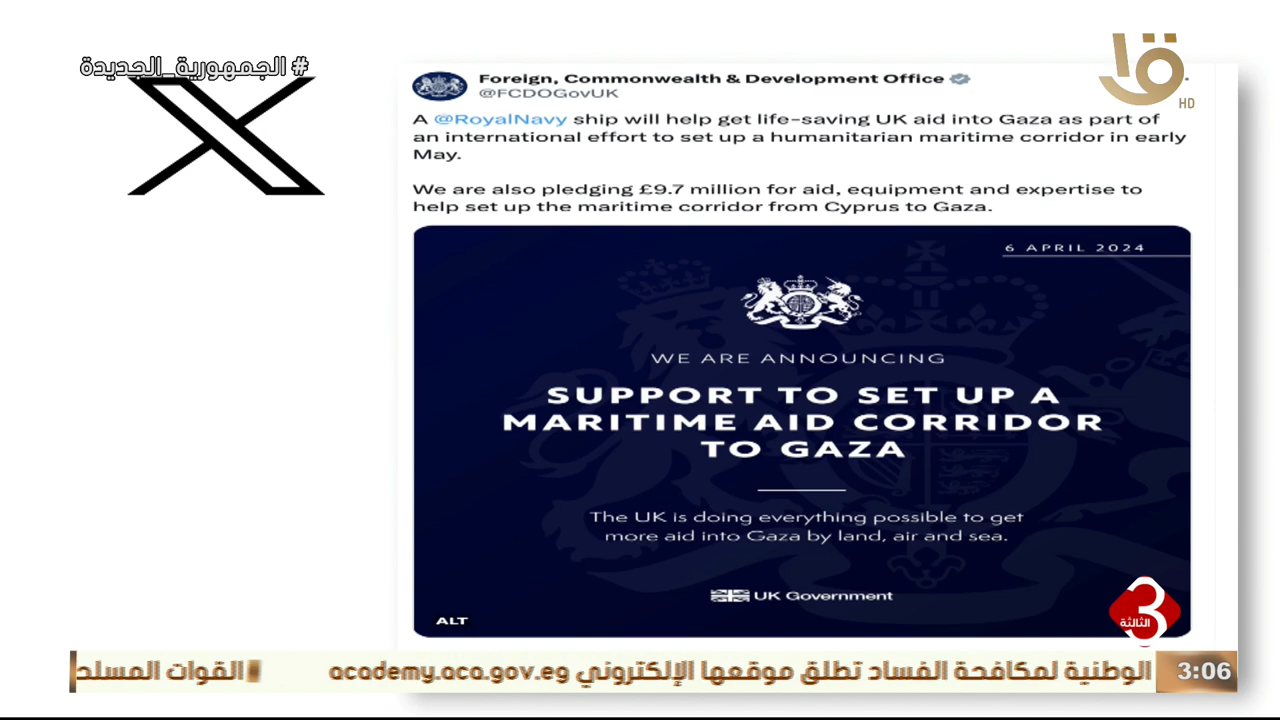 # الجمهورية_الجديدة
Foreign, Commonwealth & Development Office
@FCDOGovUK
A @RoyalNavy ship will help get life-saving UK aid into Gaza as part of
an international effort to set up a humanitarian maritime corridor in early
May.
We are also pledging £9.7 million for aid, equipment and expertise to
help set up the maritime corridor from Cyprus to Gaza.
6 APRIL 2024
WE ARE ANNOUNCING
SUPPORT TO SET UP A
MARITIME AID CORRIDOR
TO GAZA
The UK is doing everything possible to get
more aid into Gaza by land, air and sea.
UK Government
ALT
HD
3
الثالثة
3:06
الوطنية لمكافحة الفساد تطلق موقعها الإلكتروني academy.aca.gov.eg القوات المسلح